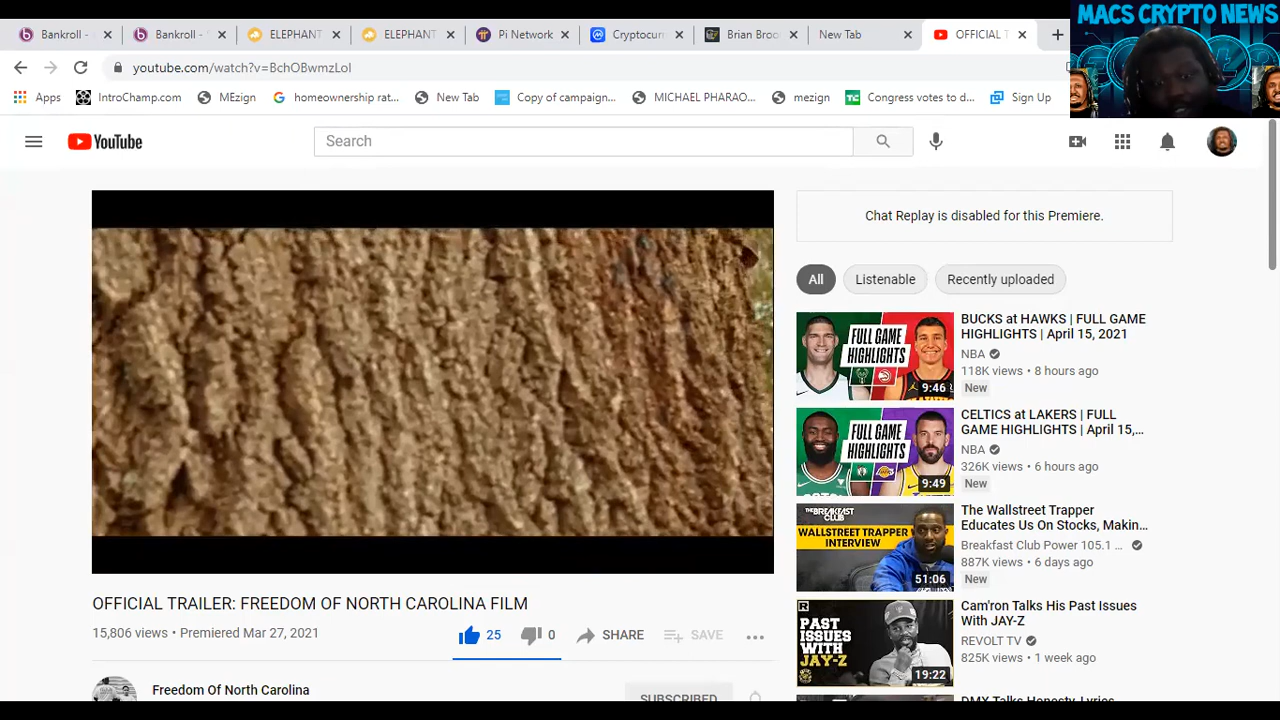 MACS CRYPTO NEWS
Bankroll -
Bankroll -
ELEPHANT
ELEPHANT
Pi Network
Cryptocurr
Brian Broo
New Tab
OFFICIAL T
youtube.com/watch?v=BchOBwmzLoI
Apps
IntroChamp.com
MEzign
homeownership rat...
New Tab
Copy of campaign...
MICHAEL PHARAO...
mezign
Congress votes to d...
Sign Up
YouTube
Search
Chat Replay is disabled for this Premiere.
All
Listenable
Recently uploaded
FULL GAME
HIGHLIGHTS
9:46
BUCKS at HAWKS | FULL GAME
HIGHLIGHTS | April 15, 2021
NBA
118K views • 8 hours ago
New
FULL GAME
HIGHLIGHTS
9:49
CELTICS at LAKERS | FULL
GAME HIGHLIGHTS | April 15,...
NBA
326K views • 6 hours ago
New
THE BREAKFAST
CLUB
WALLSTREET TRAPPER
INTERVIEW
51:06
The Wallstreet Trapper
Educates Us On Stocks, Makin...
Breakfast Club Power 105.1 ...
887K views • 6 days ago
New
PAST
ISSUES
WITH
JAY-Z
19:22
Cam'ron Talks His Past Issues
With JAY-Z
REVOLT TV
825K views • 1 week ago
DMX Talks Honesty, Lyrics,
OFFICIAL TRAILER: FREEDOM OF NORTH CAROLINA FILM
15,806 views • Premiered Mar 27, 2021
25
0
SHARE
SAVE
Freedom Of North Carolina
SUBSCRIBED